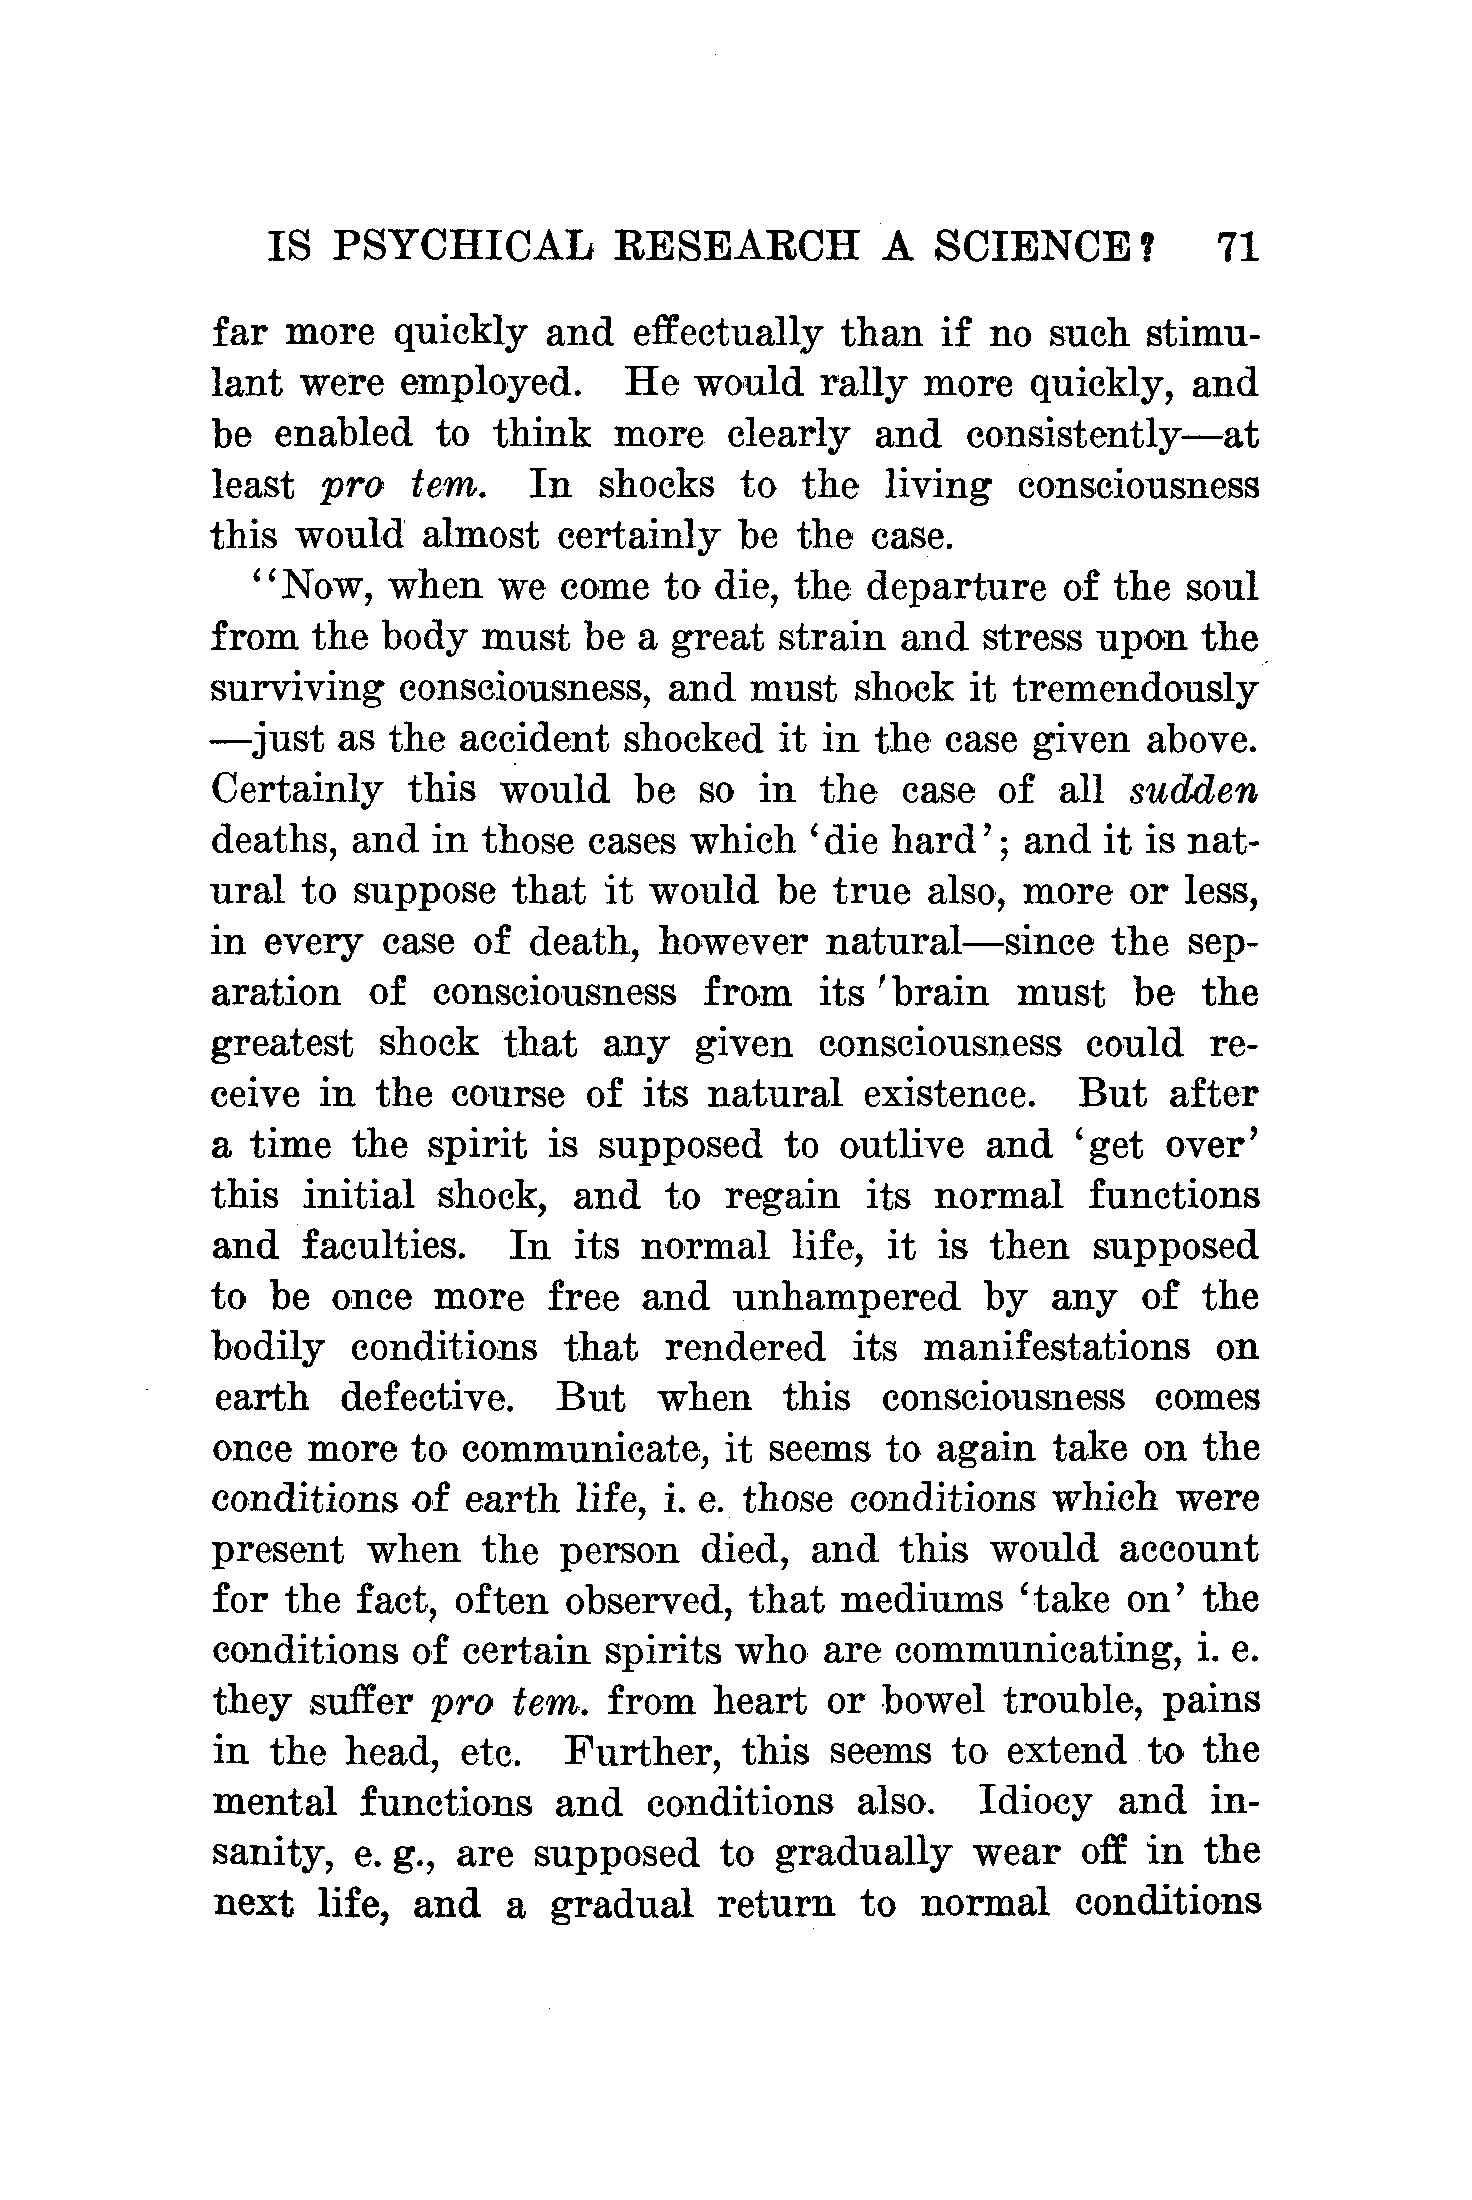 IS PSYCHICAL RESEARCH A SCIENCE? 71
far more quickly and effectually than if no such stimu-
lant were employed. He would rally more quickly, and
be enabled to think more clearly and consistently—at
least pro tem. In shocks to the living consciousness
this would almost certainly be the case.
“Now, when we come to die, the departure of the soul
from the body must be a great strain and stress upon the
surviving consciousness, and must shock it tremendously
—just as the accident shocked it in the case given above.
Certainly this would be so in the case of all sudden
deaths, and in those cases which ‘die hard’; and it is nat-
ural to suppose that it would be true also, more or less,
in every case of death, however natural—since the sep-
aration of consciousness from its 'brain must be the
greatest shock that any given consciousness could re-
ceive in the course of its natural existence. But after
a time the spirit is supposed to outlive and ‘get over’
this initial shock, and to regain its normal functions
and faculties. In its normal life, it is then supposed
to be once more free and unhampered by any of the
bodily conditions that rendered its manifestations on
earth defective. But when this consciousness comes
once more to communicate, it seems to again take on the
conditions of earth life, i. e. those conditions which were
present when the person died, and this would account
for the fact, often observed, that mediums ‘take on’ the
conditions of certain spirits who are communicating, i. e.
they suffer pro tem. from heart or bowel trouble, pains
in the head, etc. Further, this seems to extend to the
mental functions and conditions also. Idiocy and in-
sanity, e. g., are supposed to gradually wear off in the
next life, and a gradual return to normal conditions